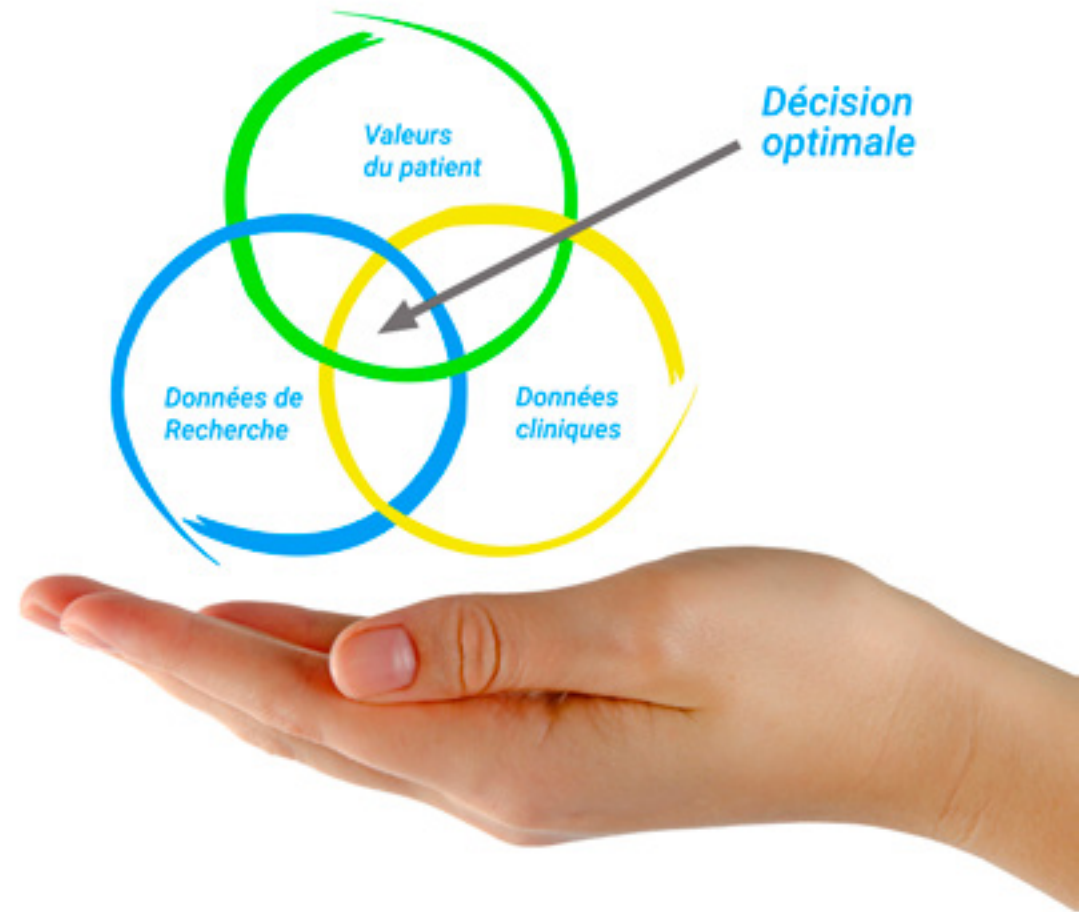 Décision
optimale
Valeurs
du patient
Données de
Recherche
Données
cliniques